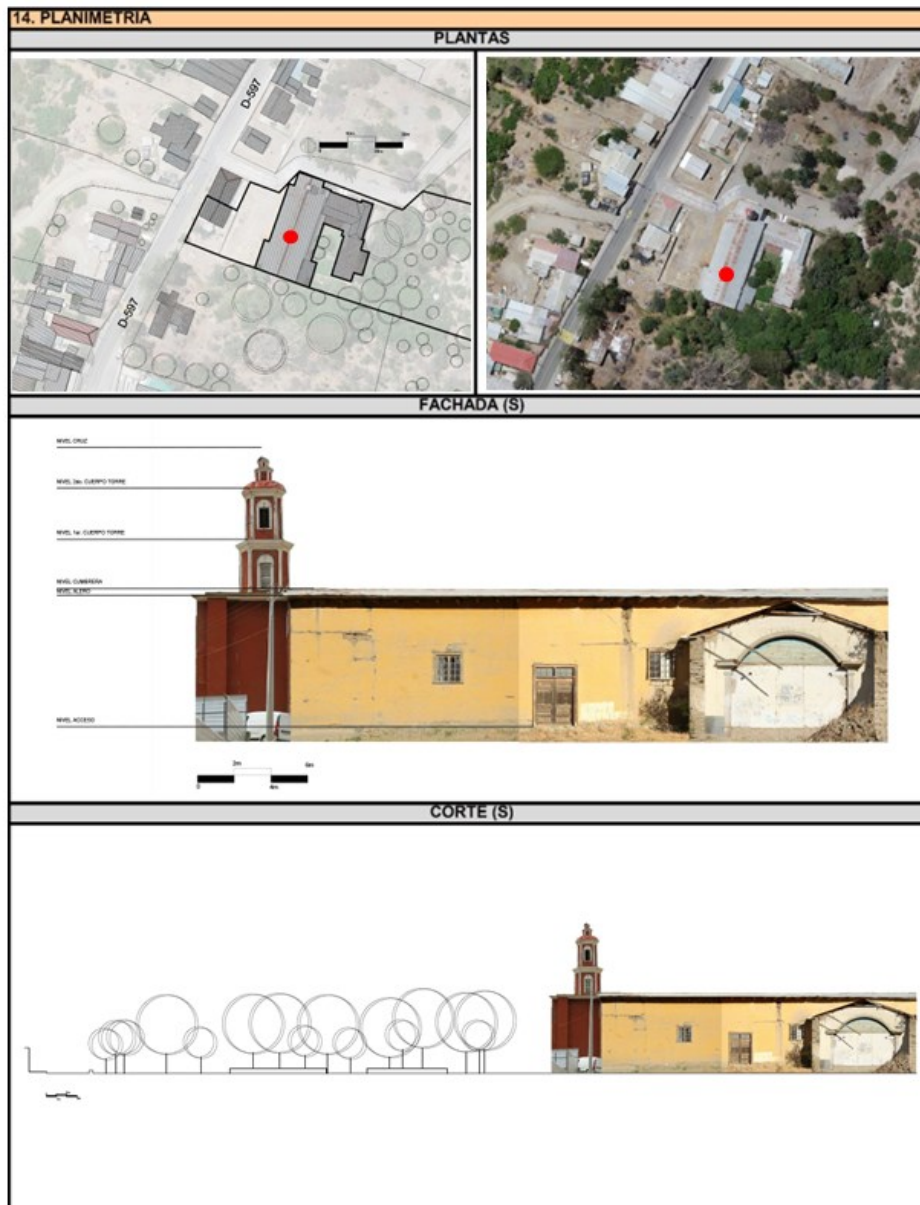 14. PLANIMETRIA
PLANTAS
D-597
D-597
FACHADA (S)
NIVEL CRUZ
NIVEL 2do. CUERPO TORRE
NIVEL 1er. CUERPO TORRE
NIVEL CUMBRERA
NIVEL ALERO
NIVEL ACCESO
2m 6m
0 4m
CORTE (S)